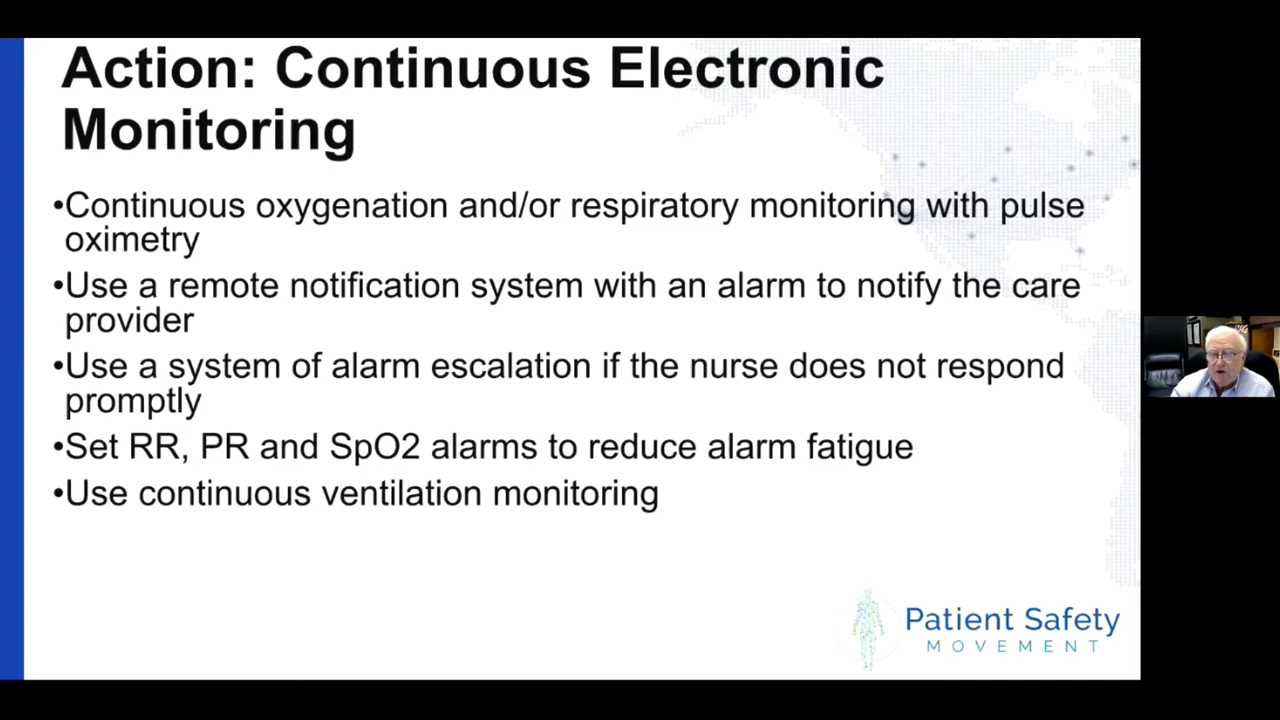 Action: Continuous Electronic
Monitoring
•Continuous oxygenation and/or respiratory monitoring with pulse
oximetry
•Use a remote notification system with an alarm to notify the care
provider
•Use a system of alarm escalation if the nurse does not respond
promptly
•Set RR, PR and SpO2 alarms to reduce alarm fatigue
•Use continuous ventilation monitoring
Patient Safety
MOVEMENT